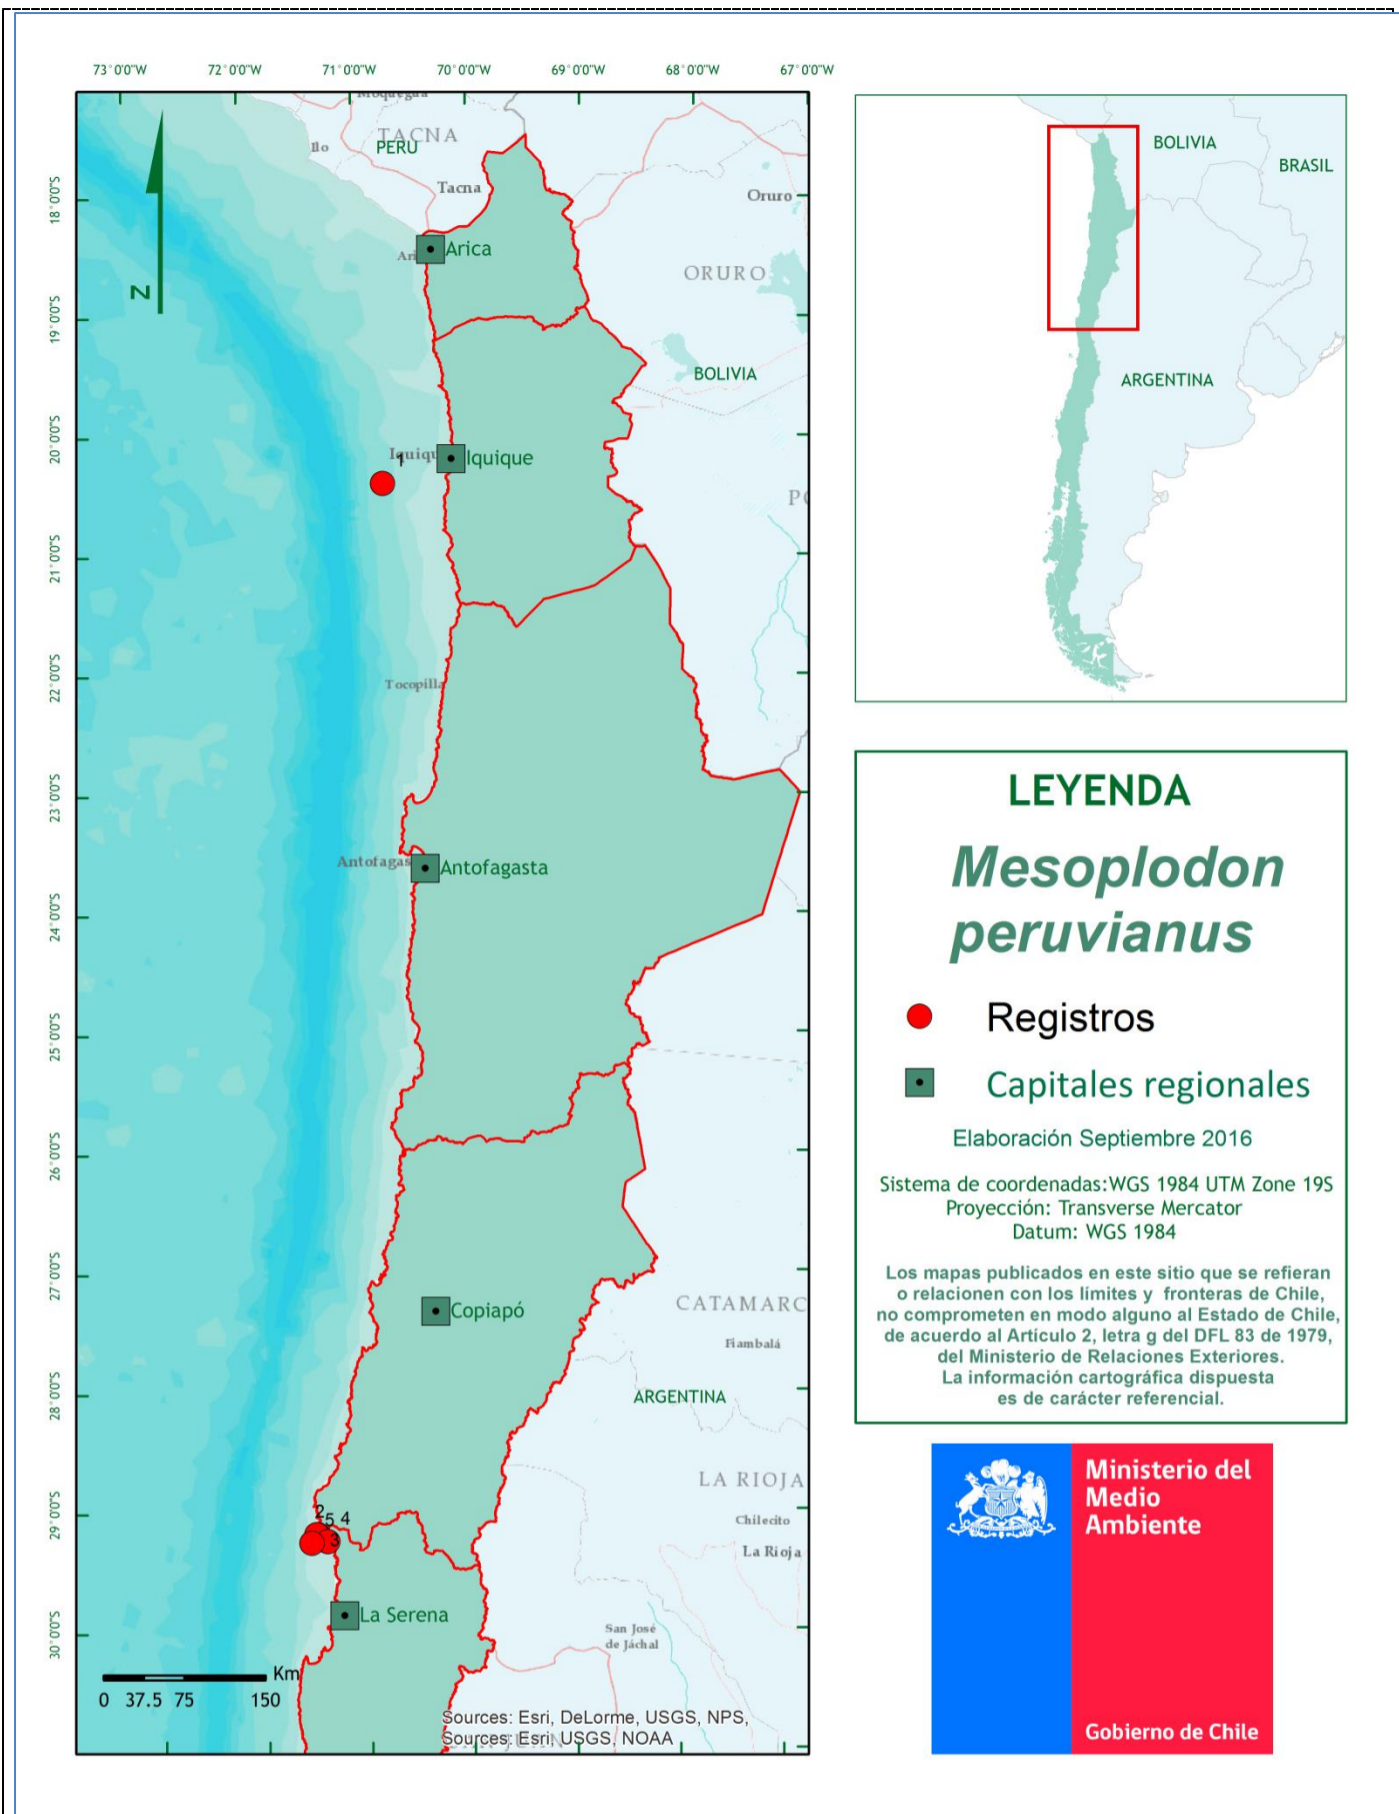 73°0'0"W 72°0'0"W 71°0'0"W 70°0'0"W 69°0'0"W 68°0'0"W 67°0'0"W
18°0'0"S
19°0'0"S
20°0'0"S
21°0'0"S
22°0'0"S
23°0'0"S
24°0'0"S
25°0'0"S
26°0'0"S
27°0'0"S
28°0'0"S
29°0'0"S
30°0'0"S
N
Moquegua
TACNA
Ilo
PERU
Tacna
Oruro
Ari
Arica
ORURO
BOLIVIA
Iquiqu
1
Iquique
Tocopilla
Antofagas
Antofagasta
Copiapó
CATAMARC
Fiambalá
ARGENTINA
LA RIOJA
Chilecito
La Rioja
2
5 4
3
La Serena
San José
de Jáchal
Km
0 37.5 75 150
Sources: Esri, DeLorme, USGS, NPS,
Sources: Esri, USGS, NOAA
BOLIVIA
BRASIL
ARGENTINA
LEYENDA
Mesoplodon
peruvianus
Registros
Capitales regionales
Elaboración Septiembre 2016
Sistema de coordenadas:WGS 1984 UTM Zone 19S
Proyección: Transverse Mercator
Datum: WGS 1984
Los mapas publicados en este sitio que se refieran
o relacionen con los límites y fronteras de Chile,
no comprometen en modo alguno al Estado de Chile,
de acuerdo al Artículo 2, letra g del DFL 83 de 1979,
del Ministerio de Relaciones Exteriores.
La información cartográfica dispuesta
es de carácter referencial.
Ministerio del
Medio
Ambiente
Gobierno de Chile